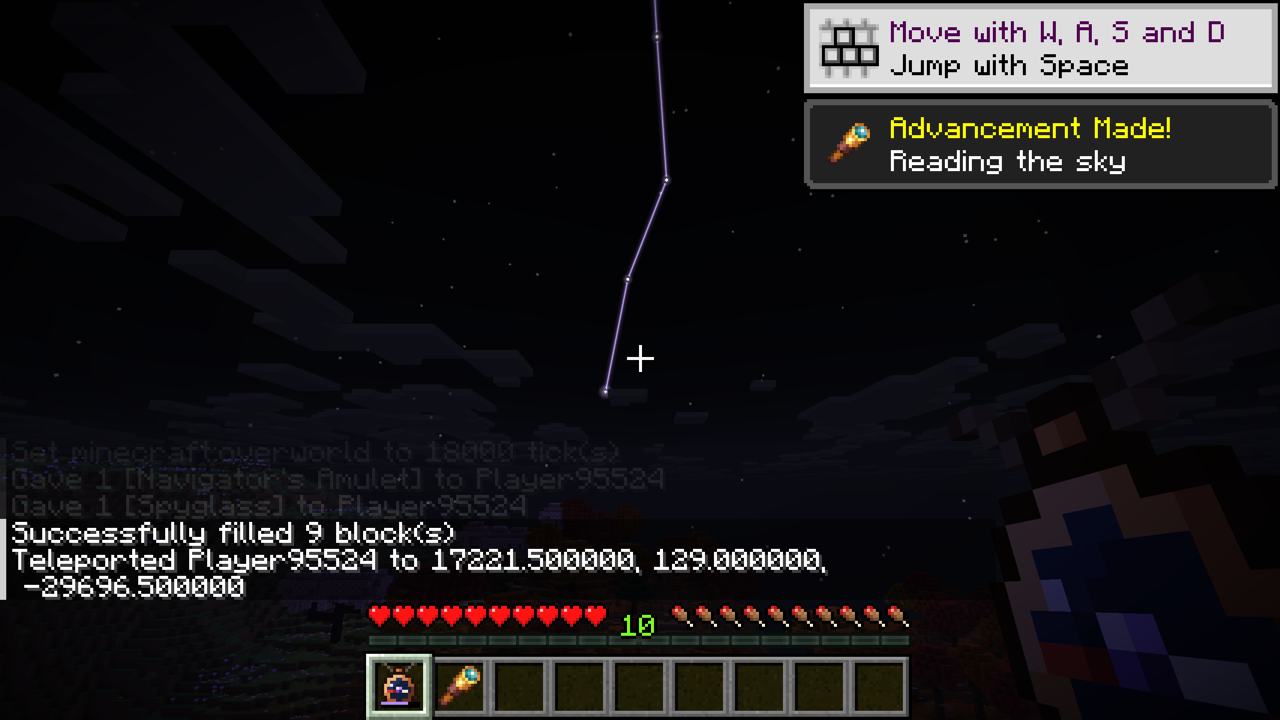 Move with W, A, S and D
Jump with Space
Advancement Made!
Reading the sky
Set minecraft:overworld to 18000 tick(s)
Gave 1 [Navigator's Amulet] to Player95524
Gave 1 [Spyglass] to Player95524
Successfully filled 9 block(s)
Teleported Player95524 to 17221.500000, 129.000000,
-29696.500000
10